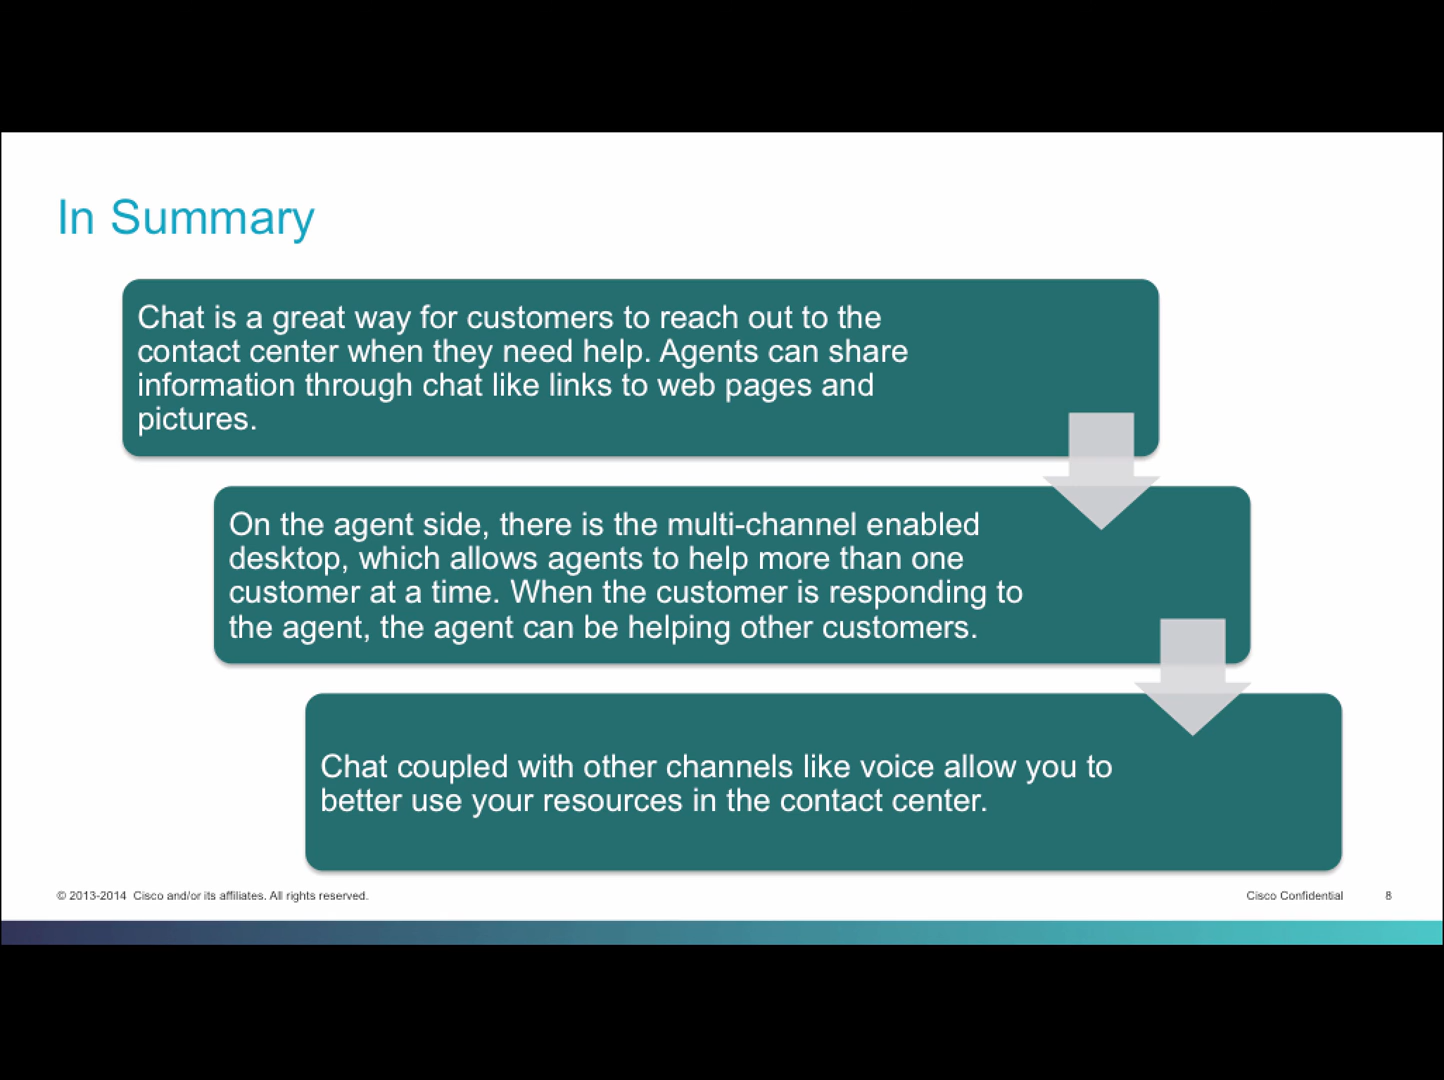 In Summary
Chat is a great way for customers to reach out to the
contact center when they need help. Agents can share
information through chat like links to web pages and
pictures.
On the agent side, there is the multi-channel enabled
desktop, which allows agents to help more than one
customer at a time. When the customer is responding to
the agent, the agent can be helping other customers.
Chat coupled with other channels like voice allow you to
better use your resources in the contact center.
© 2013-2014 Cisco and/or its affiliates. All rights reserved.
Cisco Confidential
8